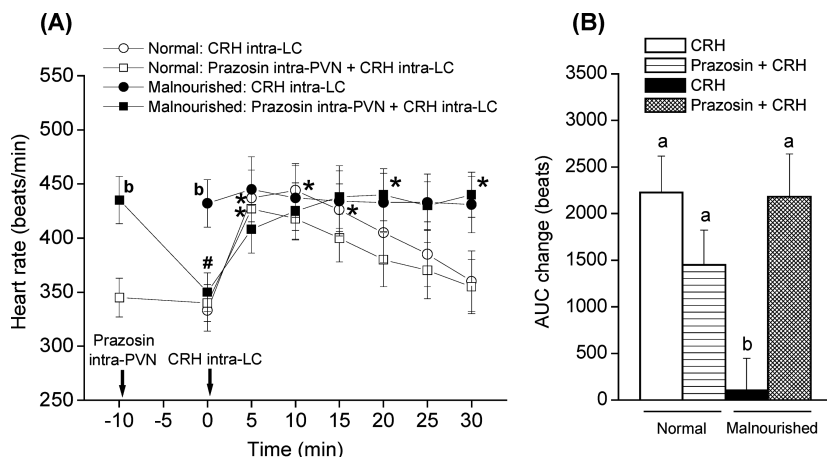 (A)
Normal: CRH intra-LC
Normal: Prazosin intra-PVN + CRH intra-LC
Malnourished: CRH intra-LC
Malnourished: Prazosin intra-PVN + CRH intra-LC
550
500
450
400
350
300
250
Heart rate (beats/min)
b
b
#
*
*
*
*
*
*
Prazosin
intra-PVN
CRH intra-LC
-10
-5
0
5
10
15
20
25
30
Time (min)
(B)
CRH
Prazosin + CRH
CRH
Prazosin + CRH
3500
3000
2500
2000
1500
1000
500
0
AUC change (beats)
a
a
b
a
Normal
Malnourished